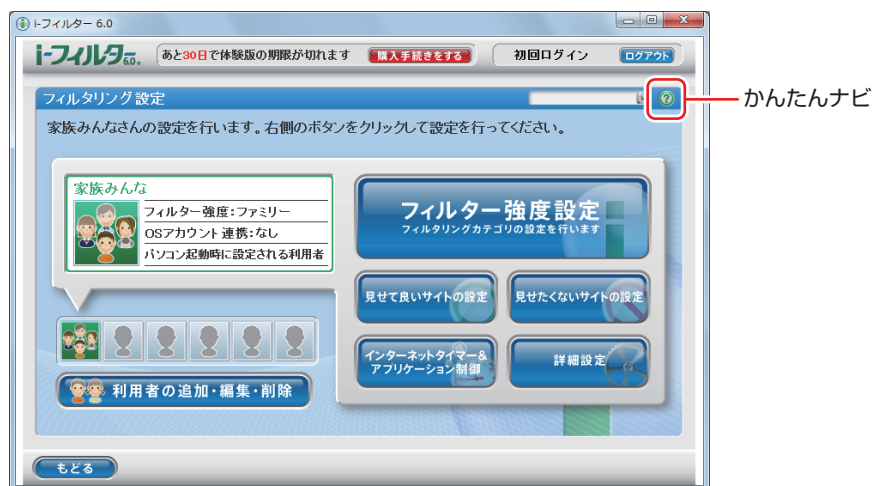 i-フィルター 6.0
i-フィルター6.0. あと30日で体験版の期限が切れます 購入手続きをする 初回ログイン ログアウト
フィルタリング設定
かんたんナビ
家族みんなさんの設定を行います。右側のボタンをクリックして設定を行ってください。
家族みんな
フィルター強度:ファミリー
OSアカウント連携:なし
パソコン起動時に設定される利用者
フィルター強度設定
フィルタリングカテゴリの設定を行います
見せて良いサイトの設定
見せたくないサイトの設定
インターネットタイマー&
アプリケーション制御
詳細設定
利用者の追加・編集・削除
もどる